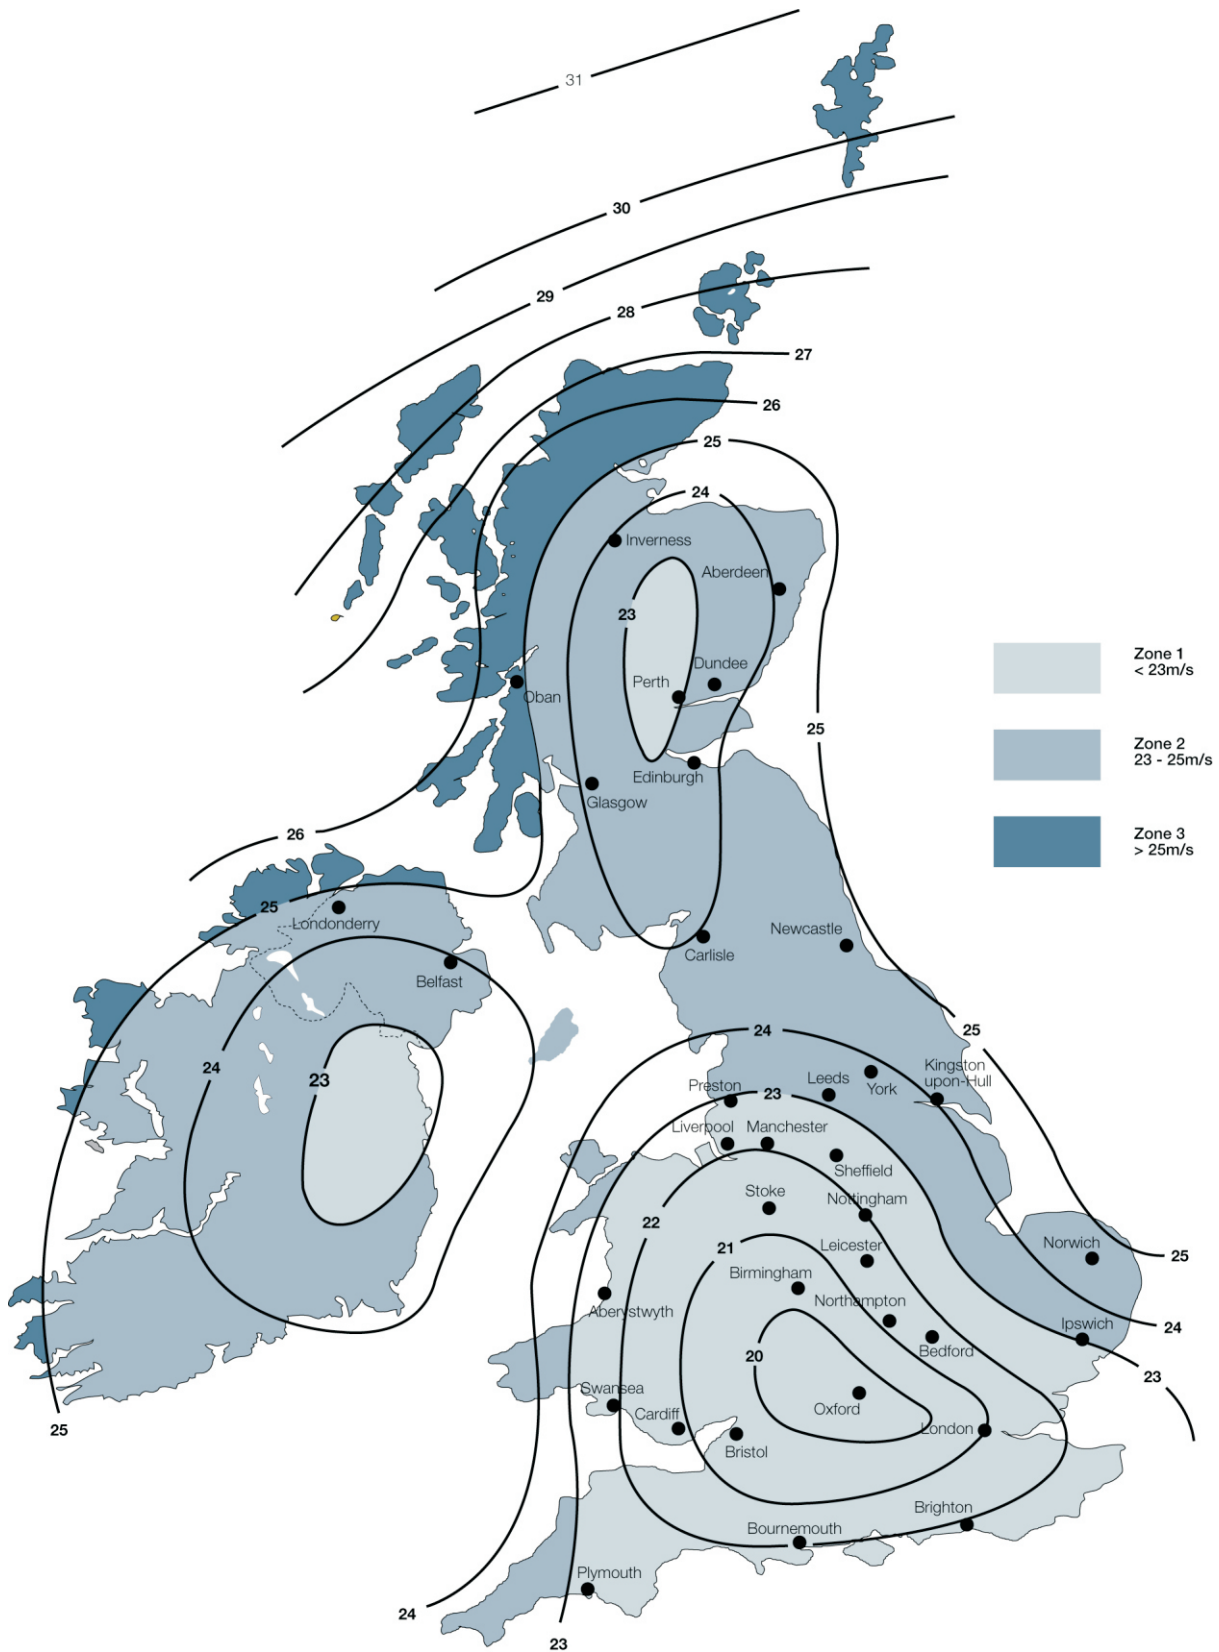 31
30
29
28
27
26
25
24
Inverness
Aberdeen
23
Dundee
Perth
Oban
Zone 1
< 23m/s
25
Zone 2
23 - 25m/s
Edinburgh
Glasgow
26
Zone 3
> 25m/s
25
Londonderry
Newcastle
Carlisle
Belfast
24
25
24
Kingston
upon-Hull
23
Leeds
York
Preston
23
Liverpool
Manchester
Sheffield
Stoke
Nottingham
22
21
Leicester
Norwich
25
Birmingham
Aberystwyth
Northampton
24
Ipswich
Bedford
20
23
Swansea
Oxford
Cardiff
25
London
Bristol
Brighton
Bournemouth
Plymouth
24
23